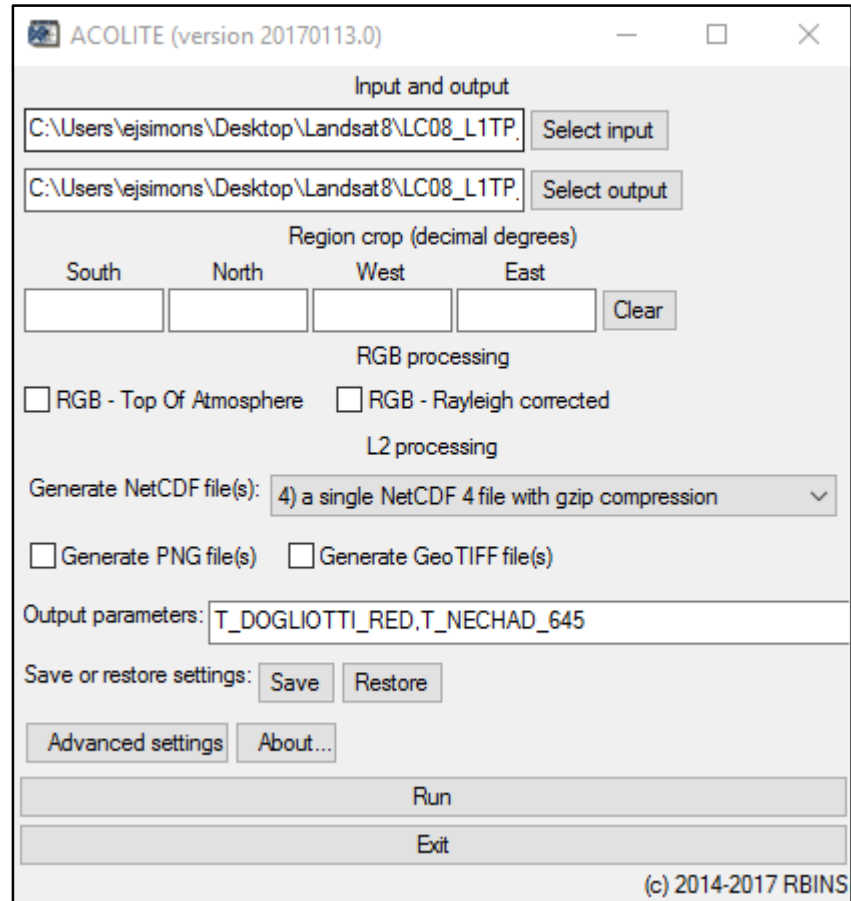 ACOLITE (version 20170113.0)
Input and output
C:\Users\ejsimons\Desktop\Landsat8\LC08_L1TP_ Select input
C:\Users\ejsimons\Desktop\Landsat8\LC08_L1TP_ Select output
Region crop (decimal degrees)
South North West East
Clear
RGB processing
RGB - Top Of Atmosphere RGB - Rayleigh corrected
L2 processing
Generate NetCDF file(s): 4) a single NetCDF 4 file with gzip compression
Generate PNG file(s) Generate GeoTIFF file(s)
Output parameters: T_DOGLIOTTI_RED,T_NECHAD_645
Save or restore settings: Save Restore
Advanced settings About...
Run
Exit
(c) 2014-2017 RBINS